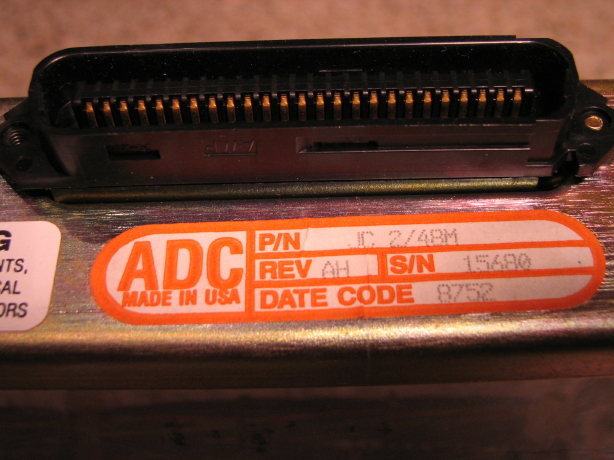 G
NTS,
CAL
ORS
ADC
MADE IN USA
P/N JC 2/48M
REV AH S/N 15680
DATE CODE 8752